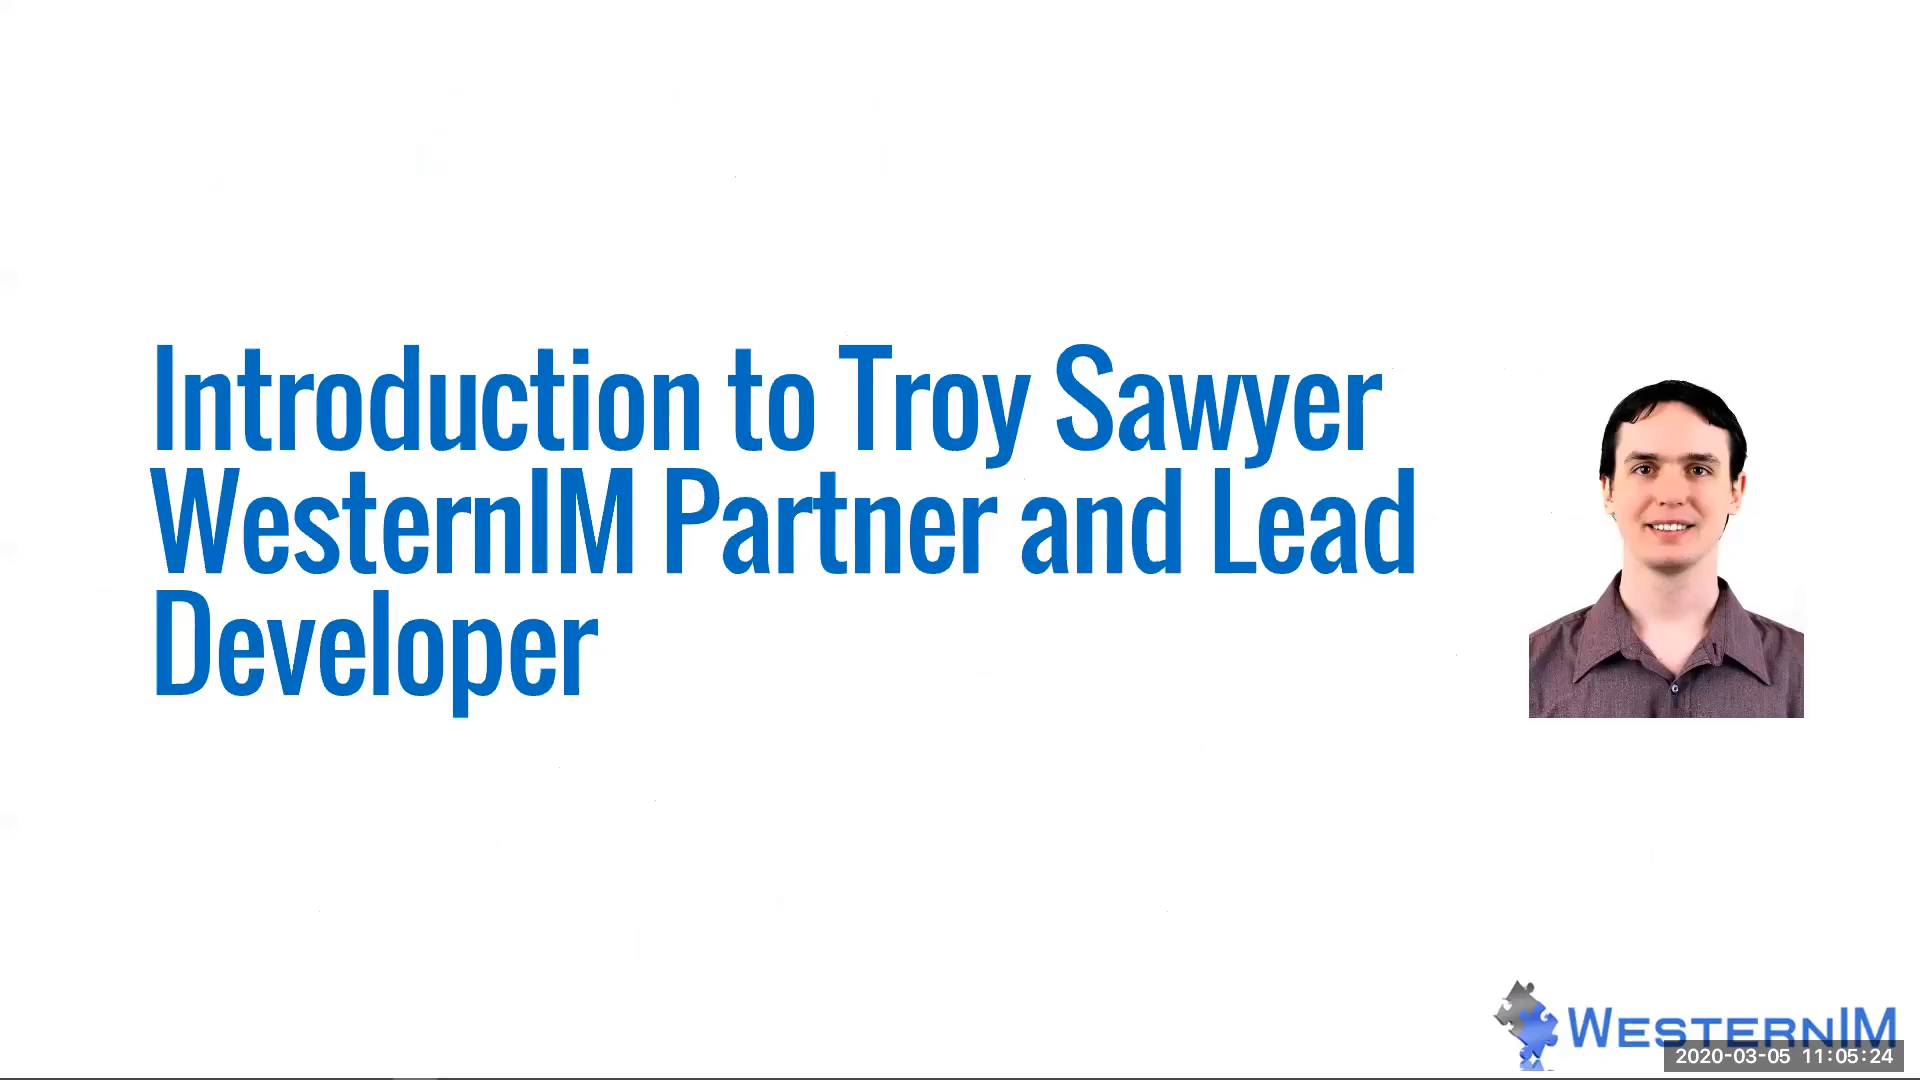 Introduction to Troy Sawyer
WesternIM Partner and Lead
Developer
WESTERNIM
2020-03-05 11:05:24